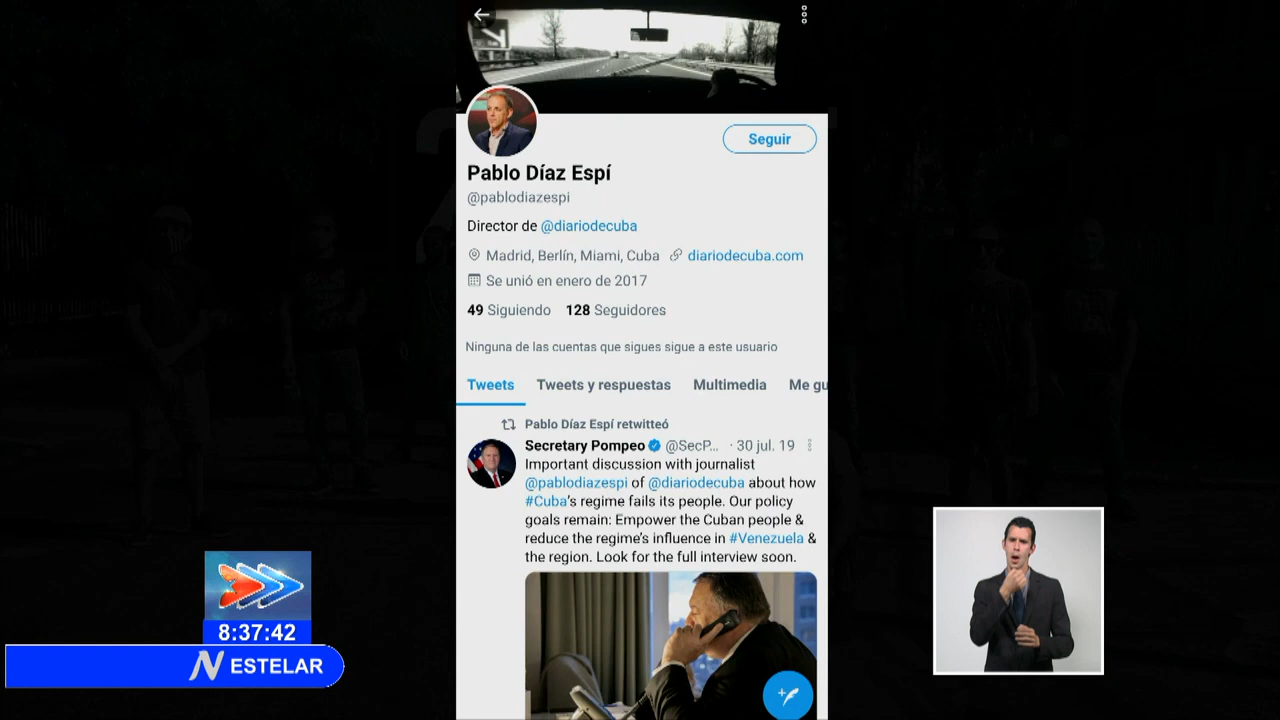 Seguir
Pablo Díaz Espí
@pablodiazespi
Director de @diariodecuba
Madrid, Berlín, Miami, Cuba diariodecuba.com
Se unió en enero de 2017
49 Siguiendo 128 Seguidores
Ninguna de las cuentas que sigues sigue a este usuario
Tweets Tweets y respuestas Multimedia Me gu
Pablo Díaz Espí retwitteó
Secretary Pompeo @SecP... · 30 jul. 19
Important discussion with journalist
@pablodiazespi of @diariodecuba about how
#Cuba's regime fails its people. Our policy
goals remain: Empower the Cuban people &
reduce the regime's influence in #Venezuela &
the region. Look for the full interview soon.
8:37:42
N ESTELAR